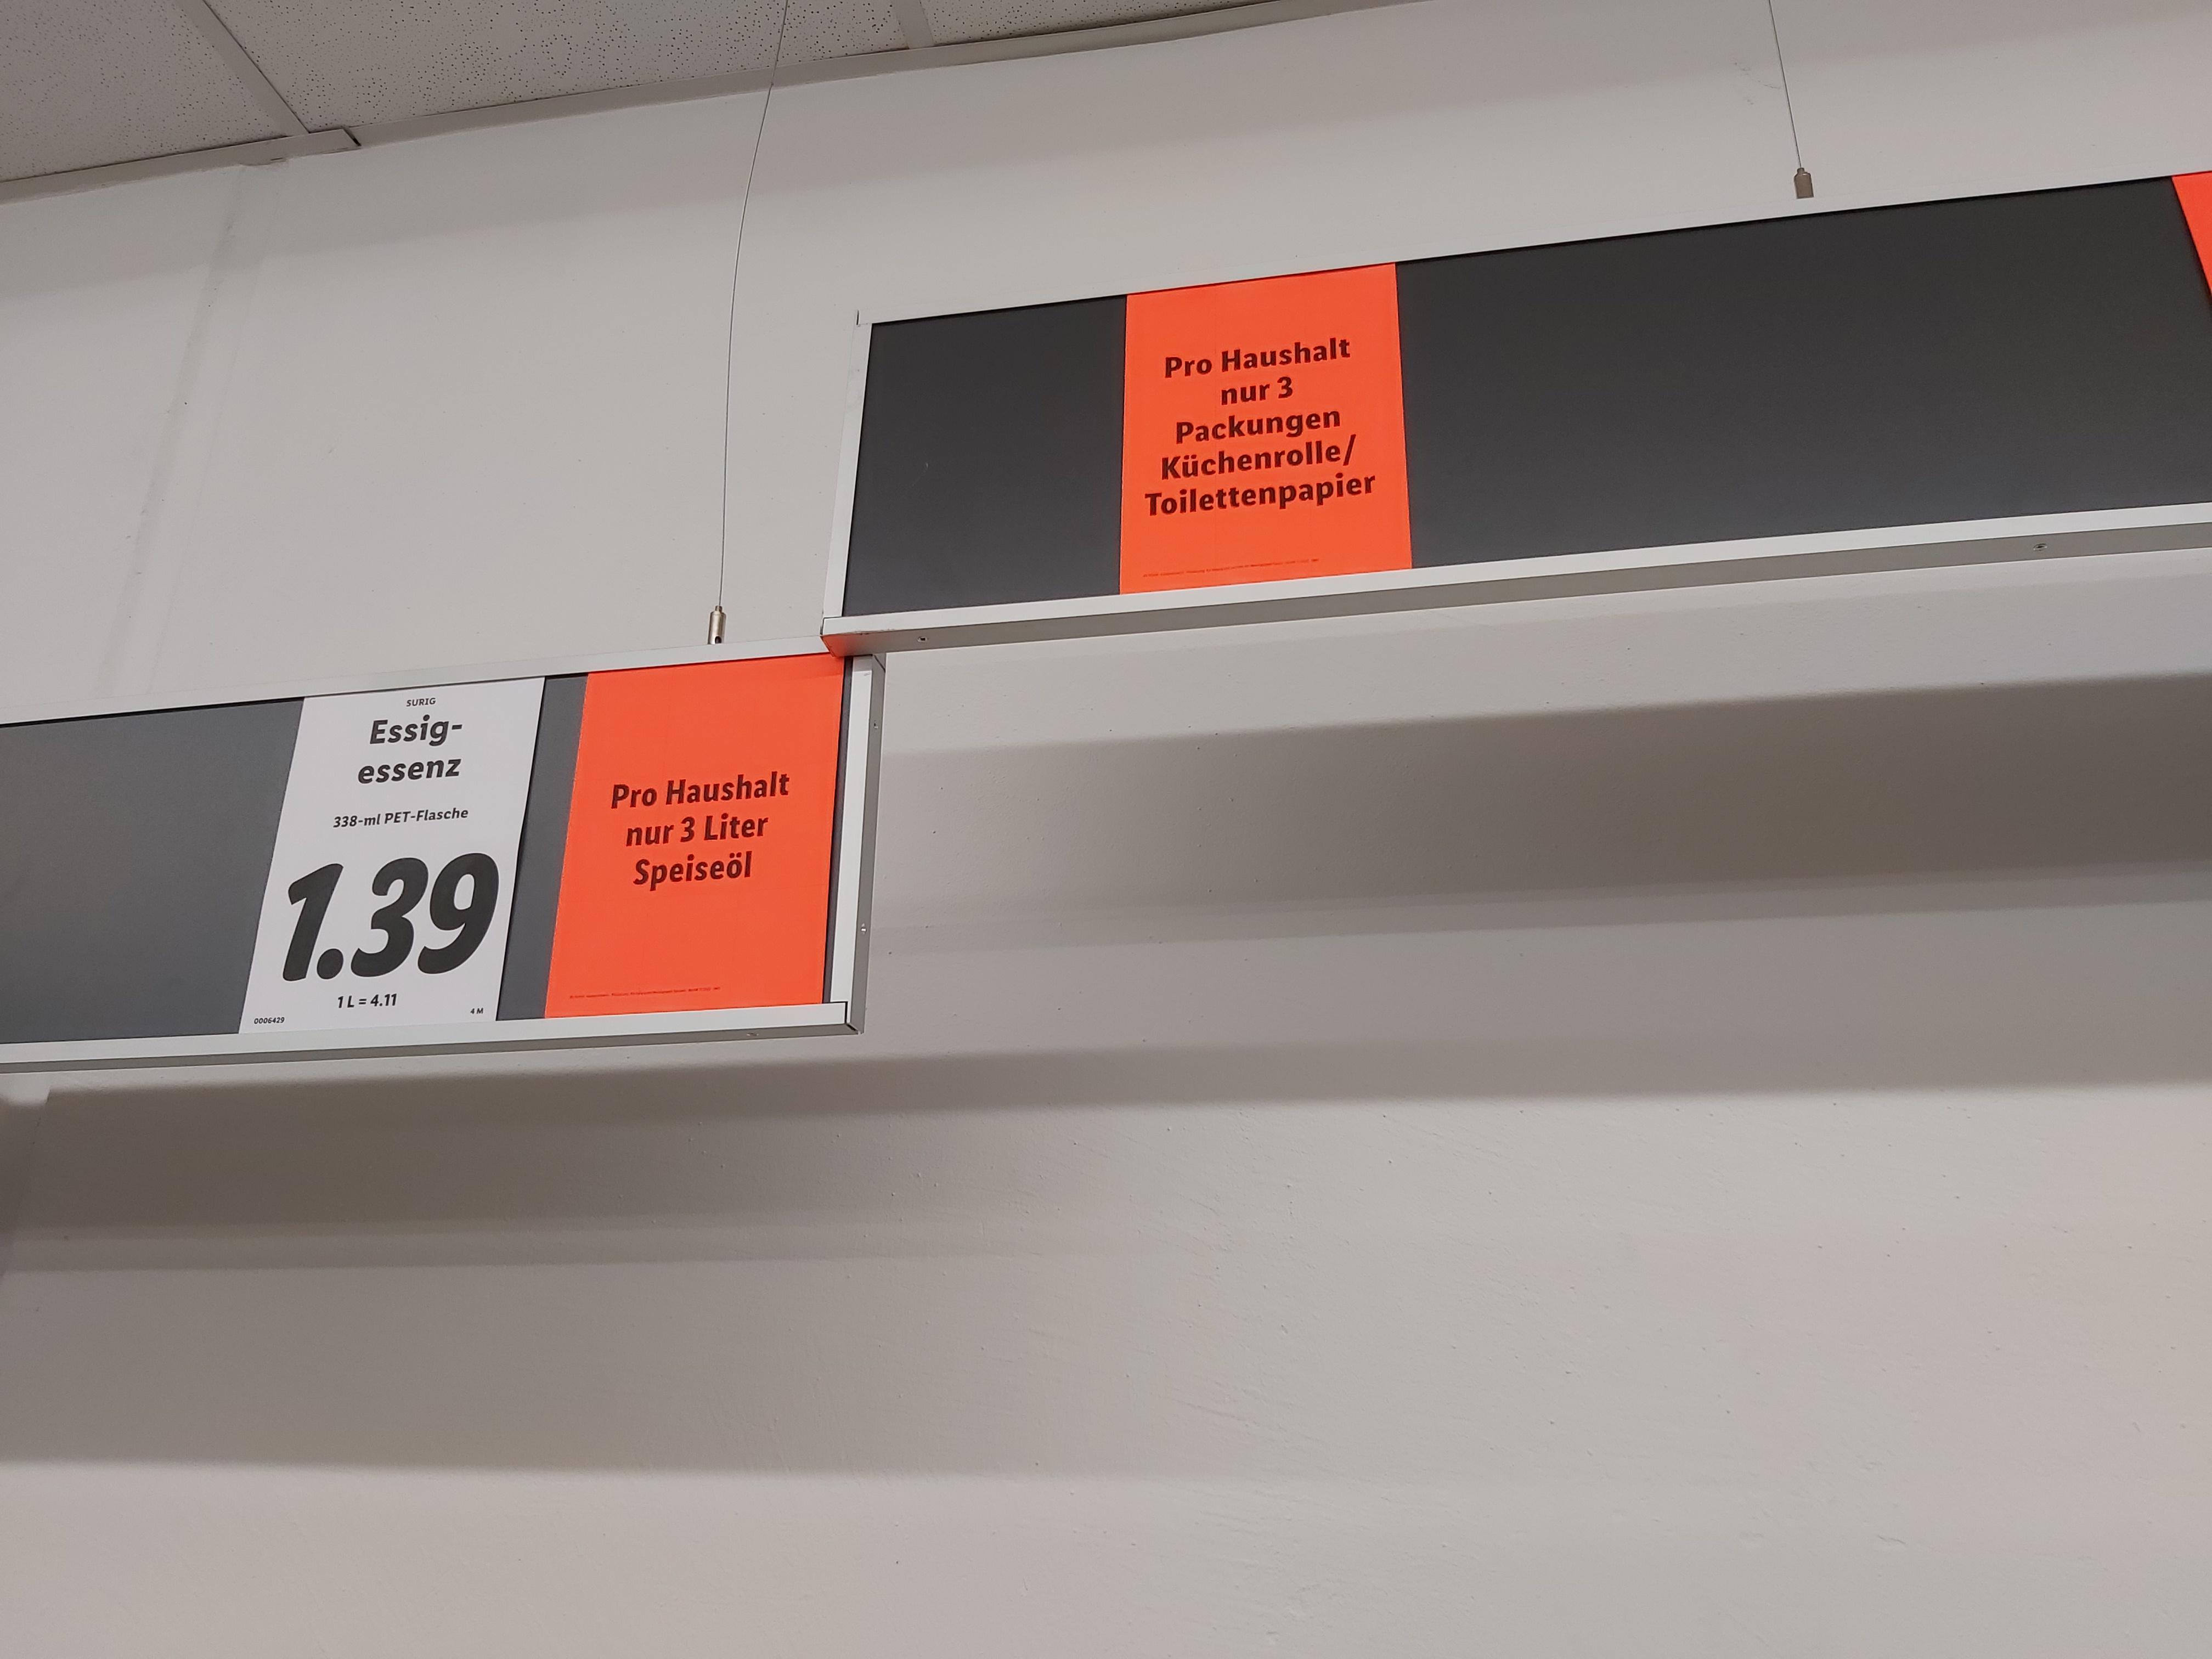 Pro Haushalt
nur 3
Packungen
Küchenrolle/
Toilettenpapier
SURIG
Essig-
essenz
338-ml PET-Flasche
1.39
1 L = 4.11
0006429
4 M
Pro Haushalt
nur 3 Liter
Speiseöl